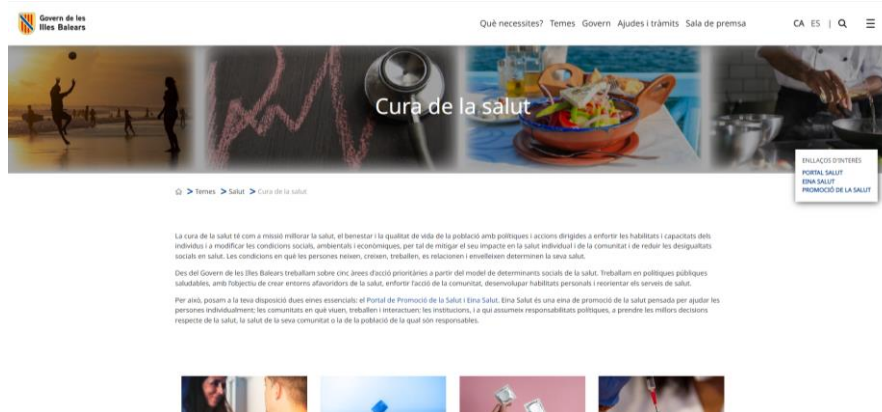 Govern de les
Illes Balears
Què necessites? Temes Govern Ajudes i tràmits Sala de premsa
CA ES |
Cura de la salut
ENLLAÇOS D'INTERÈS
PORTAL SALUT
EINA SALUT
PROMOCIÓ DE LA SALUT
> Temes > Salut > Cura de la salut
La cura de la salut té com a missió millorar la salut, el benestar i la qualitat de vida de la població amb polítiques i accions dirigides a enfortir les habilitats i capacitats dels
individus i a modificar les condicions socials, ambientals i econòmiques, per tal de mitigar el seu impacte en la salut individual i de la comunitat i de reduir les desigualtats
socials en salut. Les condicions en què les persones neixen, creixen, treballen, es relacionen i envelleixen determinen la seva salut.
Des del Govern de les Illes Balears treballam sobre cinc àrees d'acció prioritàries a partir del model de determinants socials de la salut. Treballam en polítiques públiques
saludables, amb l'objectiu de crear entorns afavoridors de la salut, enfortir l'acció de la comunitat, desenvolupar habilitats personals i reorientar els serveis de salut.
Per això, posam a la teva disposició dues eines essencials: el Portal de Promoció de la Salut i Eina Salut. Eina Salut és una eina de promoció de la salut pensada per ajudar les
persones individualment; les comunitats en què viuen, treballen i interactuen; les institucions, i a qui assumeix responsabilitats polítiques, a prendre les millors decisions
respecte de la salut, la salut de la seva comunitat o la de la població de la qual són responsables.